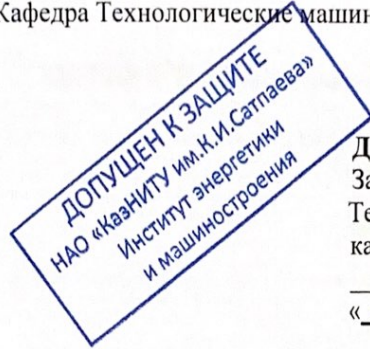 Кафедра Технологические машин
ДОПУЩЕН К ЗАЩИТЕ
НАО «КазНИТУ им.К.И.Сатпаева»
Институт энергетики
и машиностроения
Д
За
Те
ка
«